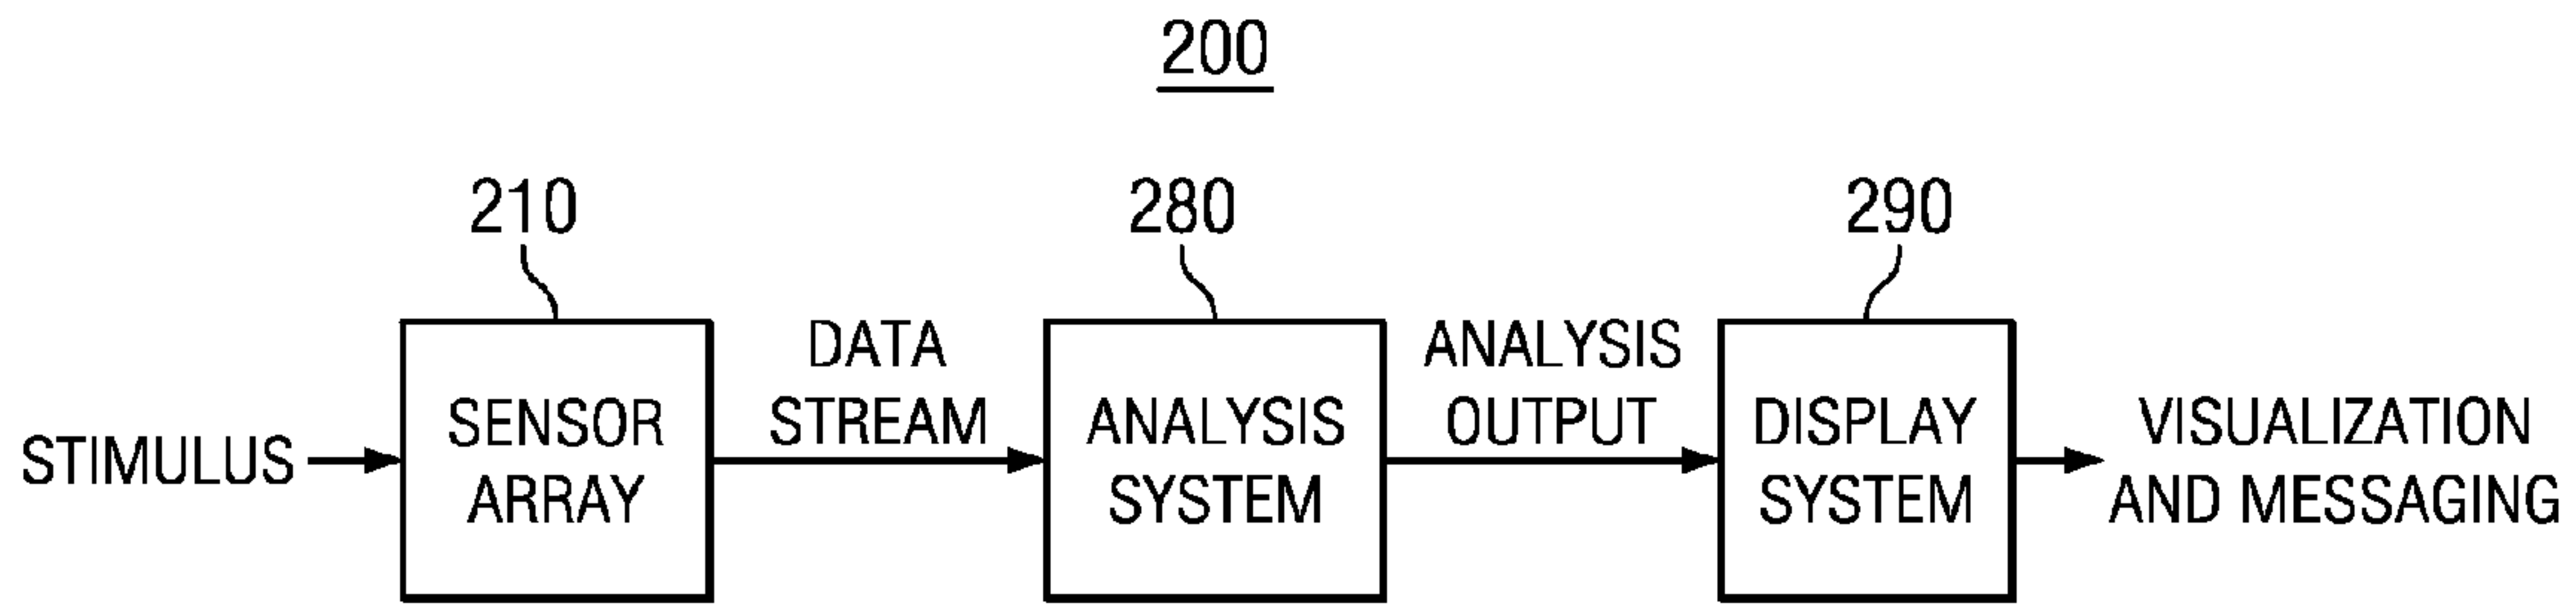 200
210
280
290
STIMULUS
SENSOR
ARRAY
DATA
STREAM
ANALYSIS
SYSTEM
ANALYSIS
OUTPUT
DISPLAY
SYSTEM
VISUALIZATION
AND MESSAGING